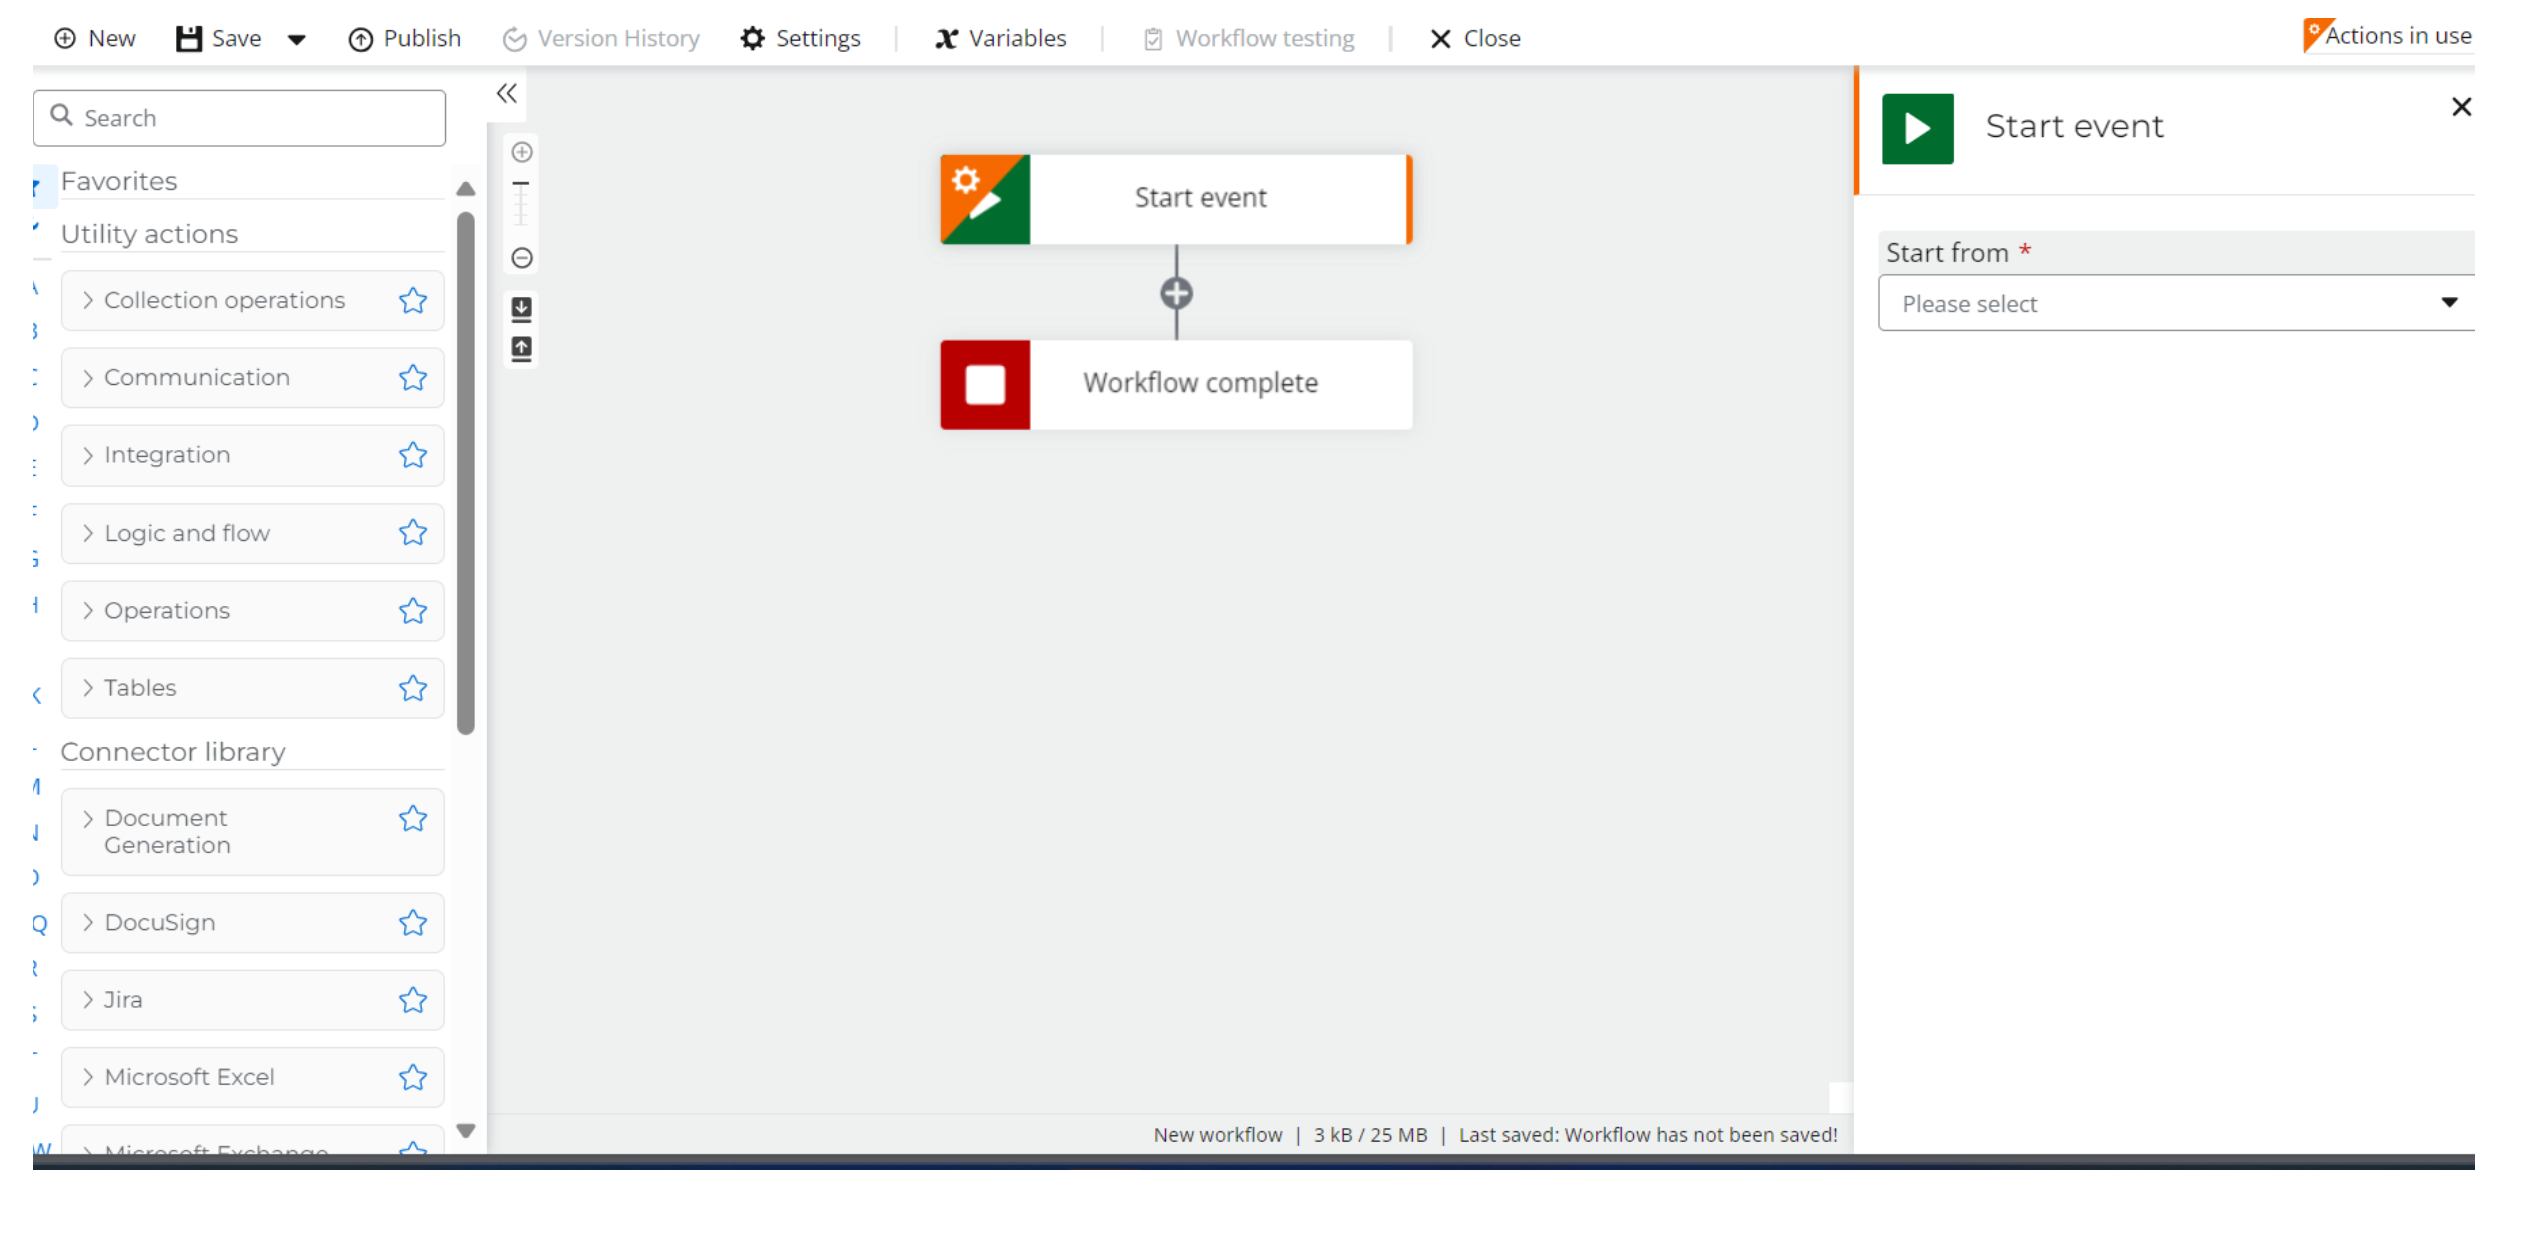 New Save Publish Version History Settings | Variables | Workflow testing | Close Actions in use
Search
Favorites
Utility actions
Collection operations
Communication
Integration
Logic and flow
Operations
Tables
Connector library
Document
Generation
DocuSign
Jira
Microsoft Excel
Microsoft Exchange
K
M
N
Q
R
S
U
W
Start event
Workflow complete
New workflow | 3 kB / 25 MB | Last saved: Workflow has not been saved!
Start event
Start from *
Please select